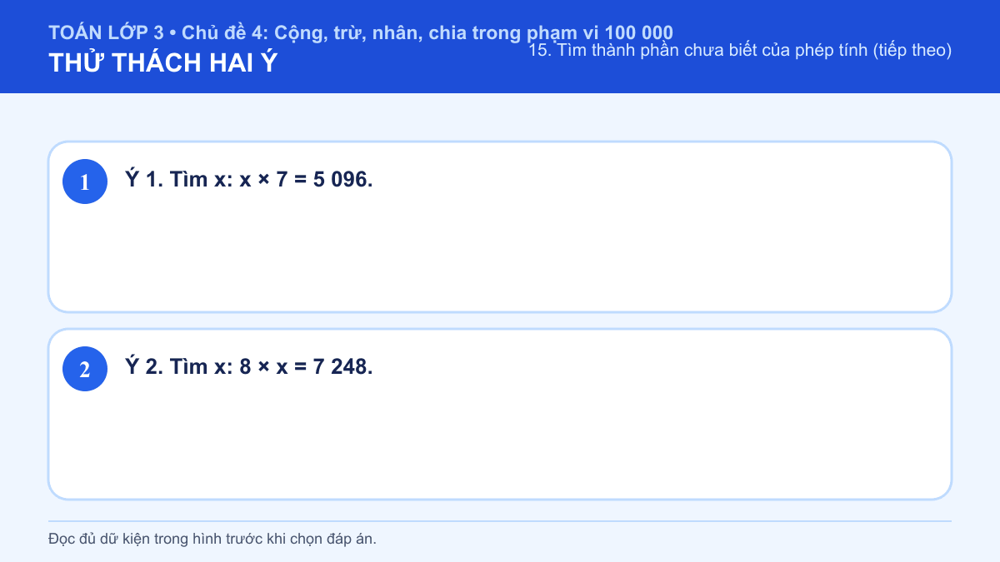 TOÁN LỚP 3 • Chủ đề 4: Cộng, trừ, nhân, chia trong phạm vi 100 000
15. Tìm thành phần chưa biết của phép tính (tiếp theo)
THỬ THÁCH HAI Ý
1
Ý 1. Tìm x: x × 7 = 5 096.
2
Ý 2. Tìm x: 8 × x = 7 248.
Đọc đủ dữ kiện trong hình trước khi chọn đáp án.